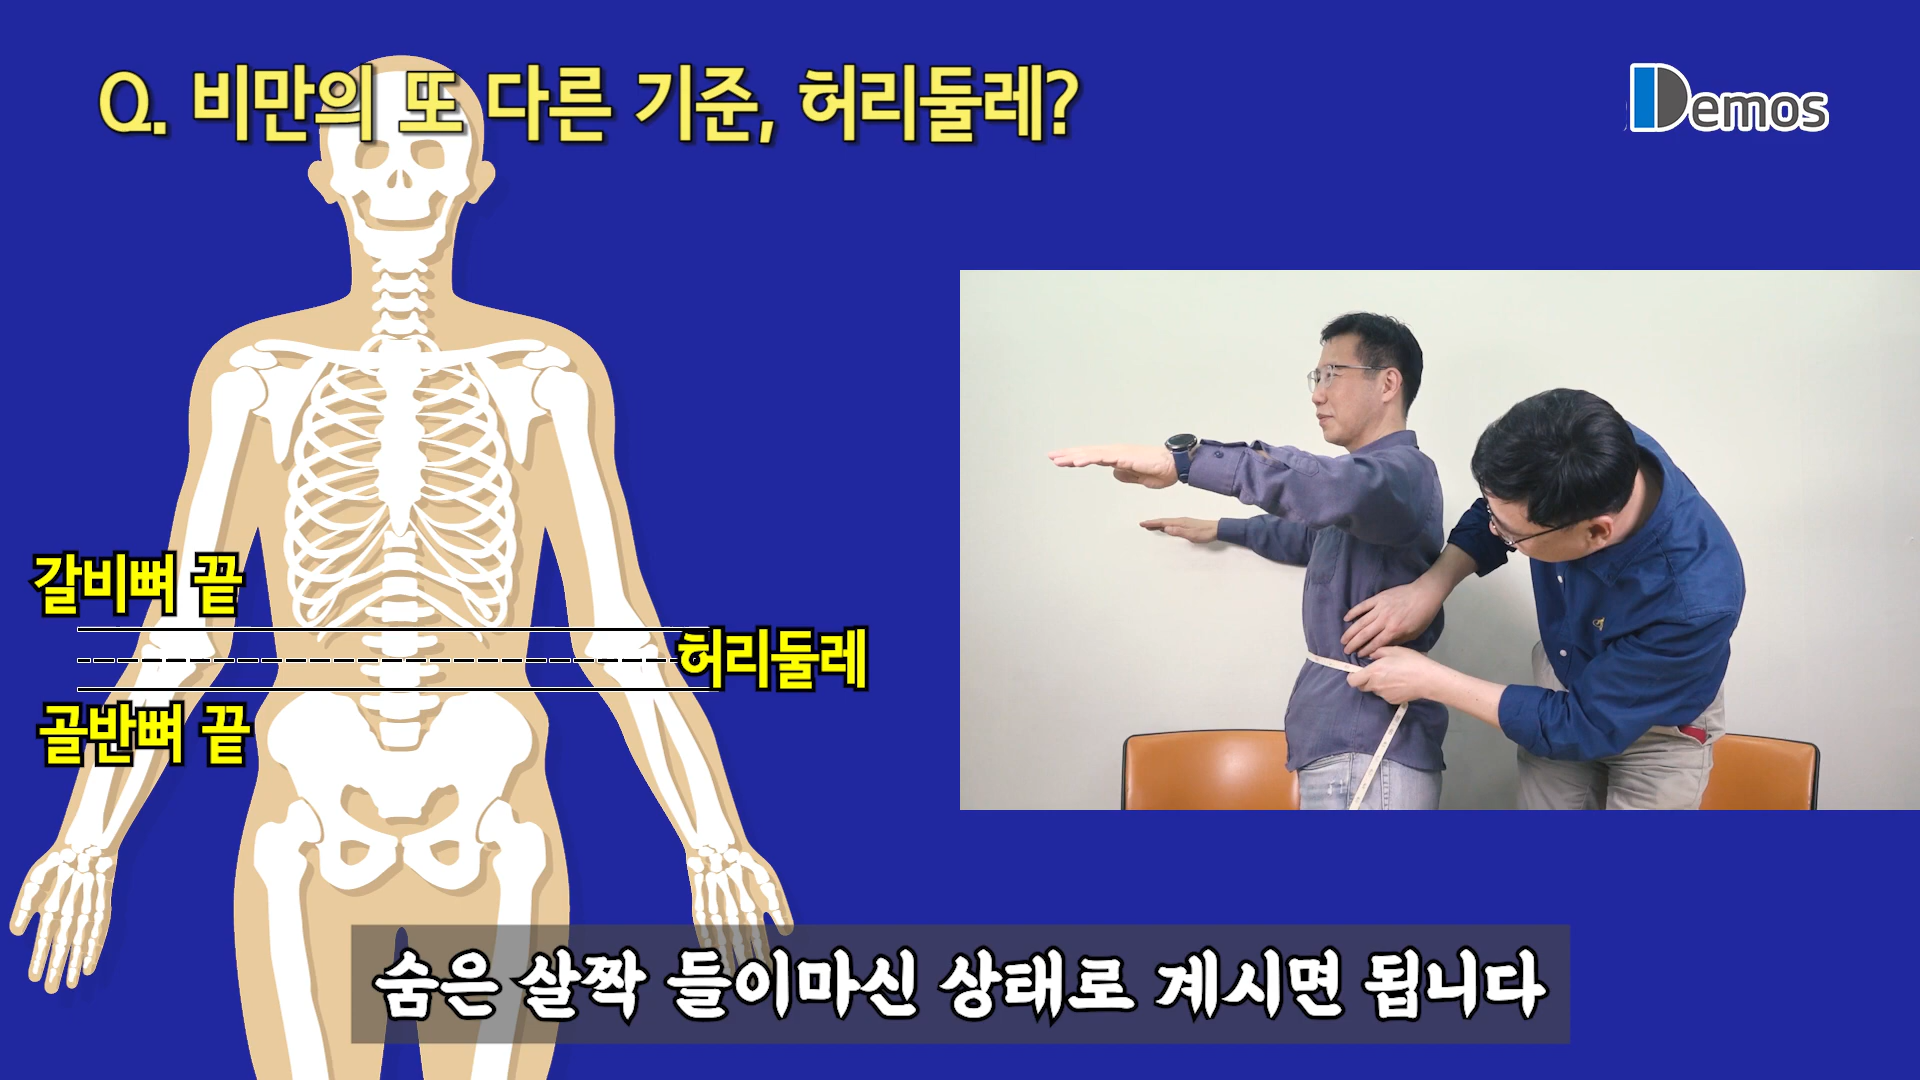 Q. 비만의 또 다른 기준, 허리둘레?
Demos
갈비뼈 끝
허리둘레
골반뼈 끝
숨은 살짝 들이마신 상태로 계시면 됩니다